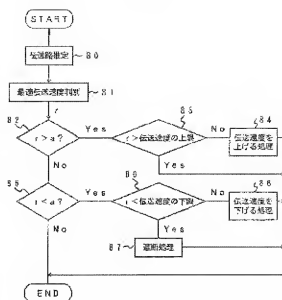 START
伝送路推定 80
最適伝送速度判別 81
r
82 r > a?
Yes
83 r > 伝送速度の上限
No
84 伝送速度を上げる処理
Yes
No
85 r < a?
Yes
86 r < 伝送速度の下限
No
88 伝送速度を下げる処理
No
Yes
87 遮断処理
END